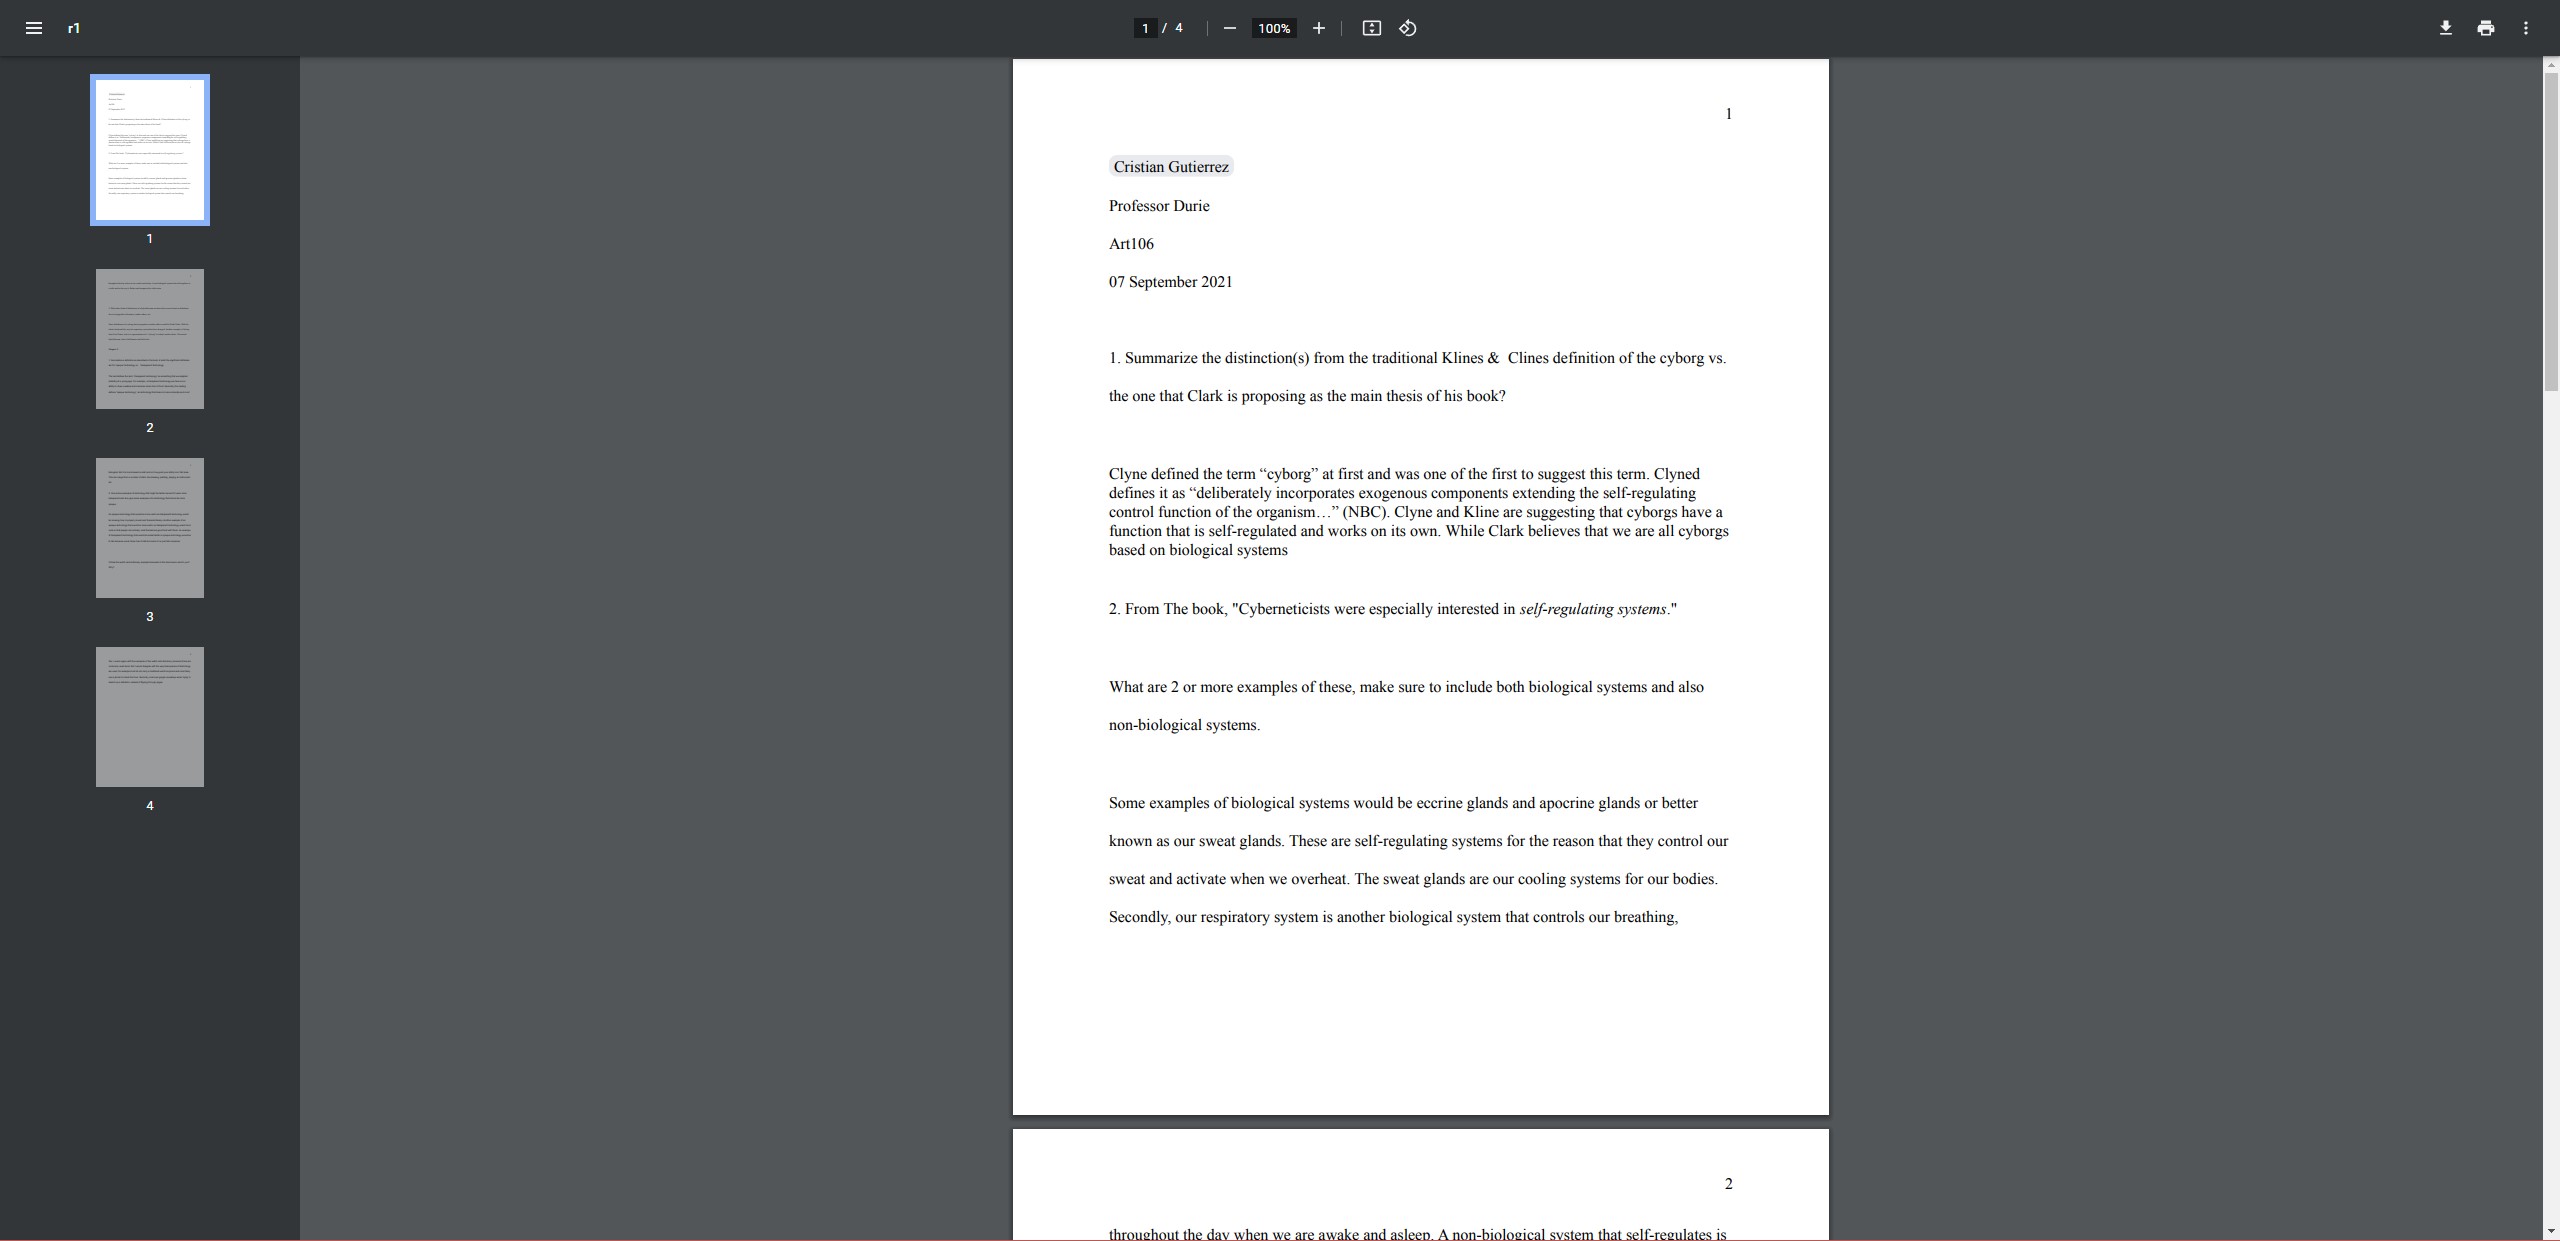 r1
1 / 4
100%
1
2
3
4
1
Cristian Gutierrez
Professor Durie
Art106
07 September 2021
1. Summarize the distinction(s) from the traditional Klines &  Clines definition of the cyborg vs.
the one that Clark is proposing as the main thesis of his book?
Clyne defined the term “cyborg” at first and was one of the first to suggest this term. Clyned
defines it as “deliberately incorporates exogenous components extending the self-regulating
control function of the organism…” (NBC). Clyne and Kline are suggesting that cyborgs have a
function that is self-regulated and works on its own. While Clark believes that we are all cyborgs
based on biological systems
2. From The book, "Cyberneticists were especially interested in self-regulating systems."
What are 2 or more examples of these, make sure to include both biological systems and also
non-biological systems.
Some examples of biological systems would be eccrine glands and apocrine glands or better
known as our sweat glands. These are self-regulating systems for the reason that they control our
sweat and activate when we overheat. The sweat glands are our cooling systems for our bodies.
Secondly, our respiratory system is another biological system that controls our breathing,
2
throughout the day when we are awake and asleep. A non-biological system that self-regulates is